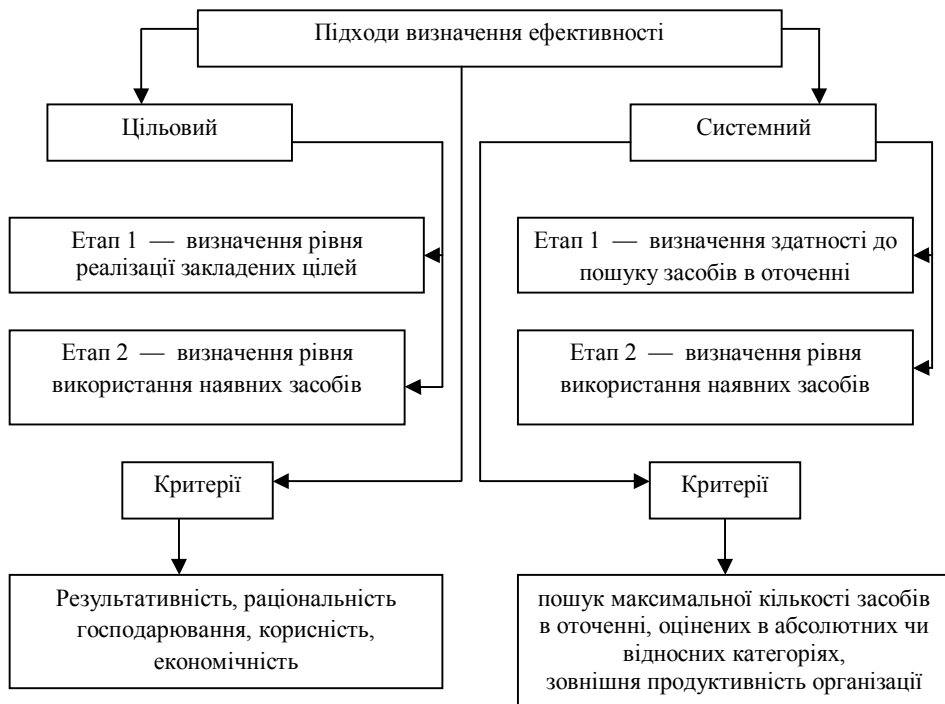 Підходи визначення ефективності
Цільовий
Системний
Етап 1 — визначення рівня
реалізації закладених цілей
Етап 1 — визначення здатності до
пошуку засобів в оточенні
Етап 2 — визначення рівня
використання наявних засобів
Етап 2 — визначення рівня
використання наявних засобів
Критерії
Критерії
Результативність, раціональність
господарювання, корисність,
економічність
пошук максимальної кількості засобів
в оточенні, оцінених в абсолютних чи
відносних категоріях,
зовнішня продуктивність організації